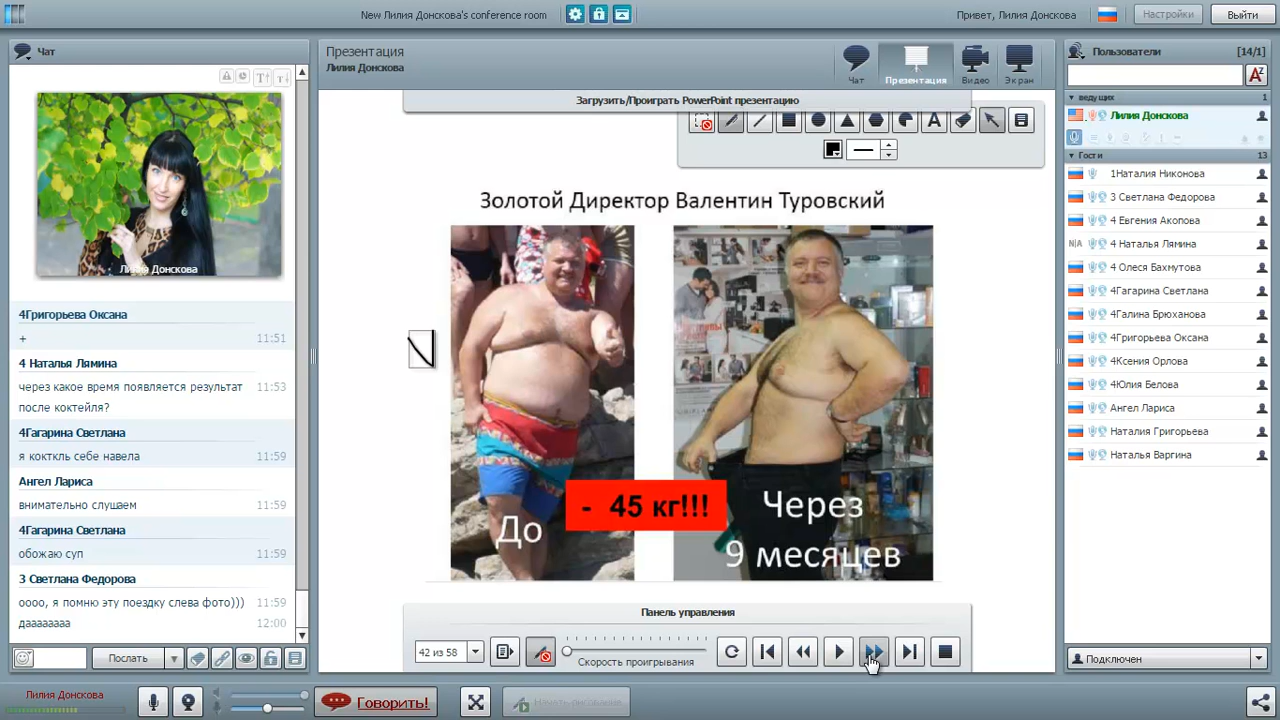 New Лилия Донскова's conference room
Привет, Лилия Донскова
Настройки
Выйти
Чат
T↑ T↓
Лилия Донскова
4Григорьева Оксана
+ 11:51
4 Наталья Лямина
через какое время появляется результат 11:53
после коктейля?
4Гагарина Светлана
я кокткль себе навела 11:59
Ангел Лариса
внимательно слушаем 11:59
4Гагарина Светлана
обожаю суп 11:59
3 Светлана Федорова
оооо, я помню эту поездку слева фото))) 11:59
дааааааaa 12:00
Послать
Презентация
Лилия Донскова
Чат
Презентация
Видео
Экран
Загрузить/Проиграть PowerPoint презентацию
A
Золотой Директор Валентин Туровский
До
- 45 кг!!!
Через
9 месяцев
Панель управления
42 из 58
Скорость проигрывания
Пользователи [14/1]
AZ
ведущих 1
Лилия Донскова
Гости 13
1Наталия Никонова
3 Светлана Федорова
4 Евгения Акопова
N/A 4 Наталья Лямина
4 Олеся Бахмутова
4Гагарина Светлана
4Галина Брюханова
4Григорьева Оксана
4Ксения Орлова
4Юлия Белова
Ангел Лариса
Наталия Григорьева
Наталья Варгина
Подключен
Лилия Донскова
Говорить!